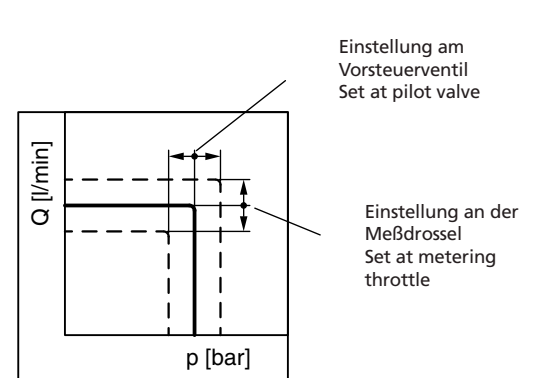 Einstellung am
Vorsteuerventil
Set at pilot valve
Q [l/min]
Einstellung an der
Meßdrossel
Set at metering
throttle
p [bar]